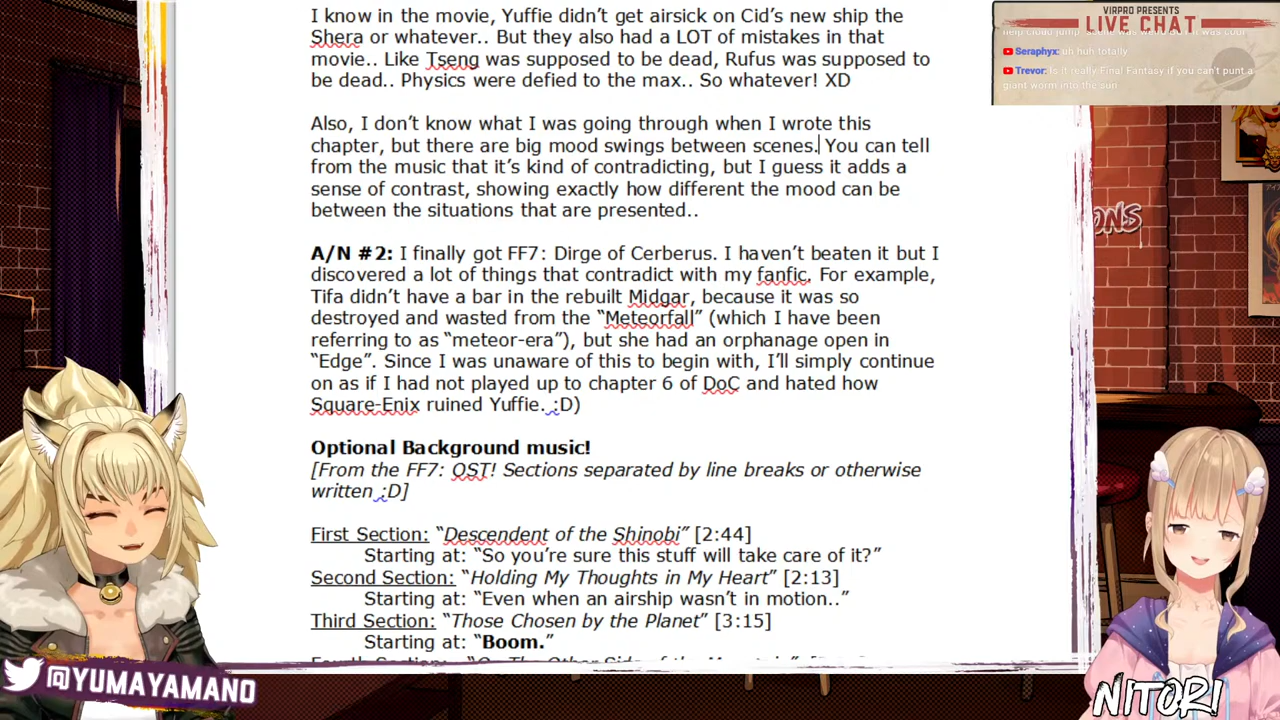 I know in the movie, Yuffie didn't get airsick on Cid's new ship the
Shera or whatever.. But they also had a LOT of mistakes in that
movie.. Like Tseng was supposed to be dead, Rufus was supposed to
be dead.. Physics were defied to the max.. So whatever! XD
Also, I don't know what I was going through when I wrote this
chapter, but there are big mood swings between scenes. You can tell
from the music that it's kind of contradicting, but I guess it adds a
sense of contrast, showing exactly how different the mood can be
between the situations that are presented..
A/N #2: I finally got FF7: Dirge of Cerberus. I haven't beaten it but I
discovered a lot of things that contradict with my fanfic. For example,
Tifa didn't have a bar in the rebuilt Midgar, because it was so
destroyed and wasted from the "Meteorfall" (which I have been
referring to as "meteor-era"), but she had an orphanage open in
"Edge". Since I was unaware of this to begin with, I'll simply continue
on as if I had not played up to chapter 6 of DoC and hated how
Square-Enix ruined Yuffie. ;D)
Optional Background music!
[From the FF7: OST! Sections separated by line breaks or otherwise
written ;D]
First Section: "Descendent of the Shinobi" [2:44]
Starting at: "So you're sure this stuff will take care of it?"
Second Section: "Holding My Thoughts in My Heart" [2:13]
Starting at: "Even when an airship wasn't in motion.."
Third Section: "Those Chosen by the Planet" [3:15]
Starting at: "Boom."
VIRPRO PRESENTS
LIVE CHAT
Seraphyx: uh huh totally
Trevor: Is it really Final Fantasy if you can't punt a
giant worm into the sun
ONS
@YUMAYAMANO
NITORI